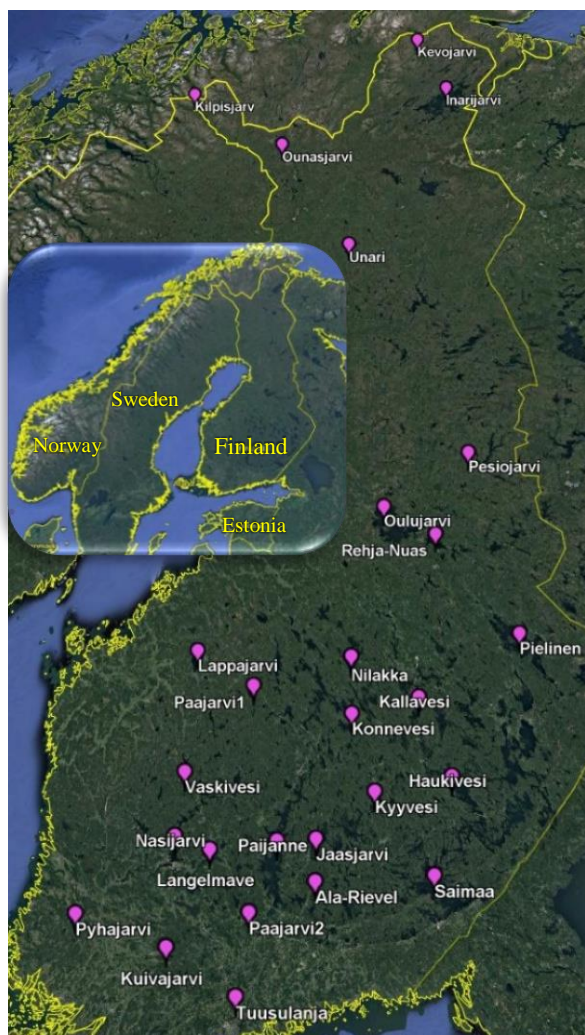 Kevojarvi
Kilpisjarv
Inarijarvi
Ounasjarvi
Unari
Sweden
Norway
Finland
Estonia
Pesiojarvi
Oulujarvi
Rehja-Nuas
Pielinen
Lappajarvi
Nilakka
Paajarvi1
Kallavesi
Konnevesi
Vaskivesi
Haukivesi
Kyyvesi
Nasijarvi
Paijanne
Jaasjarvi
Langelmave
Ala-Rievel
Saimaa
Pyhajarvi
Paajarvi2
Kuivajarvi
Tuusulanja